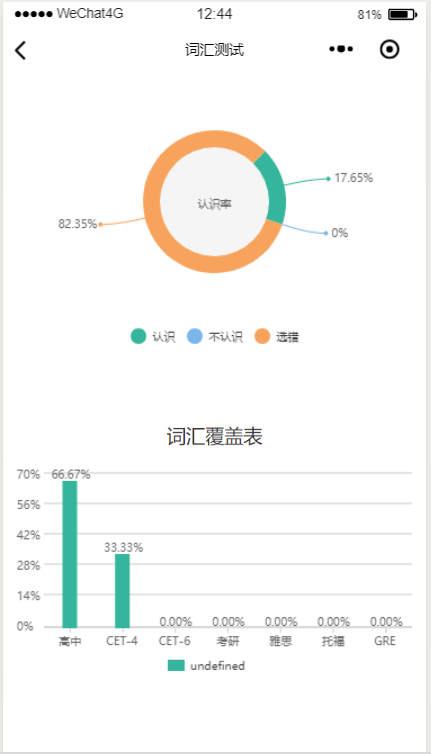 WeChat4G 12:44 81%
词汇测试
17.65%
82.35%
认识率
0%
认识 不认识 选错
词汇覆盖表
70%
66.67%
56%
42%
33.33%
28%
14%
0.00% 0.00% 0.00% 0.00% 0.00%
0%
高中 CET-4 CET-6 考研 雅思 托福 GRE
undefined